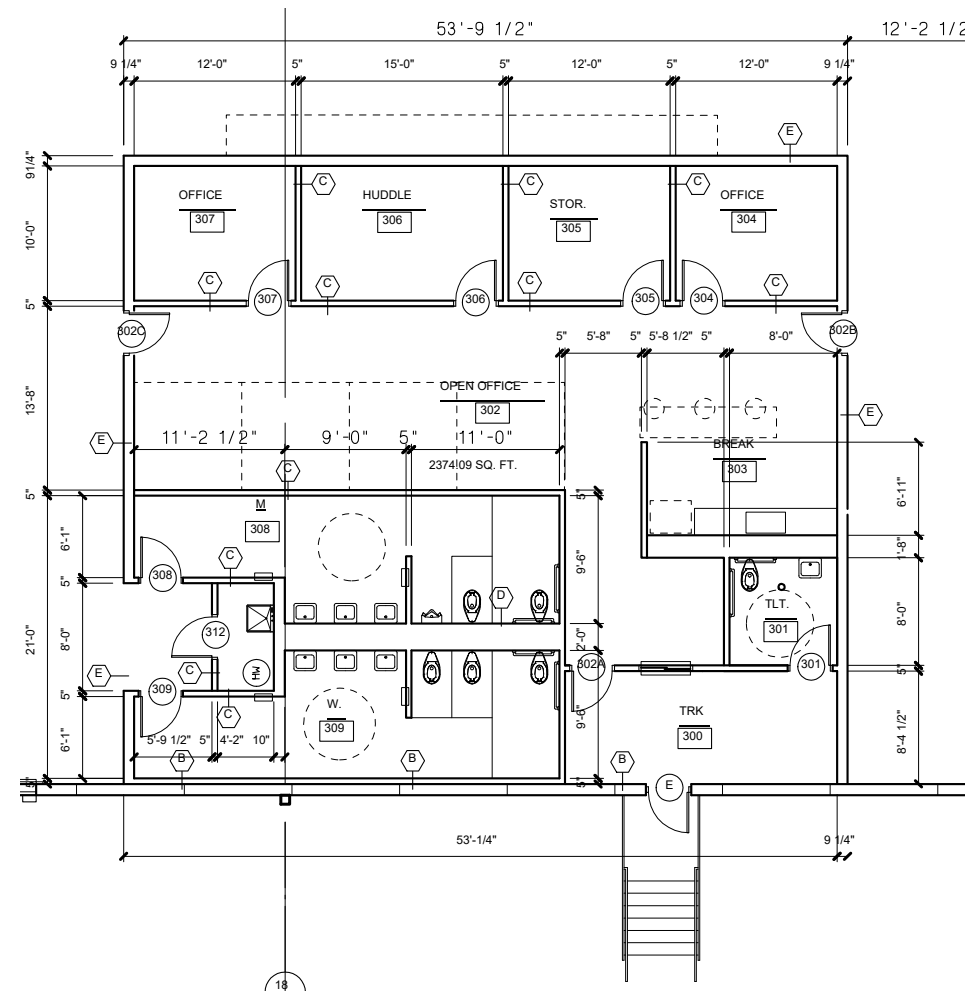 53'-9 1/2"
12'-2 1/2
9 1/4" 12'-0" 5" 15'-0" 5" 12'-0" 5" 12'-0" 9 1/4"
E
91/4"
OFFICE
307
C
HUDDLE
306
C
STOR.
305
C
OFFICE
304
10'-0"
C
C
C
C
307
306
305
304
5"
302C
302B
5" 5'-8" 5" 5'-8 1/2" 5" 8'-0"
13'-8"
OPEN OFFICE
302
E
E
11'-2 1/2" 9'-0" 5" 11'-0"
BREAK
303
C
2374.09 SQ. FT.
6'-11"
5"
M
308
5"
6'-1"
9'-6"
1'-8"
C
308
5"
D
TLT.
301
8'-0"
312
2'-0"
21'-0"
8'-0"
E
C
HW
302A
301
5"
309
5"
C
W.
309
9'-6"
TRK
300
8'-4 1/2"
6'-1"
5'-9 1/2" 5" 4'-2" 10"
B
B
B
5"
5"
E
53'-1/4"
9 1/4"
18